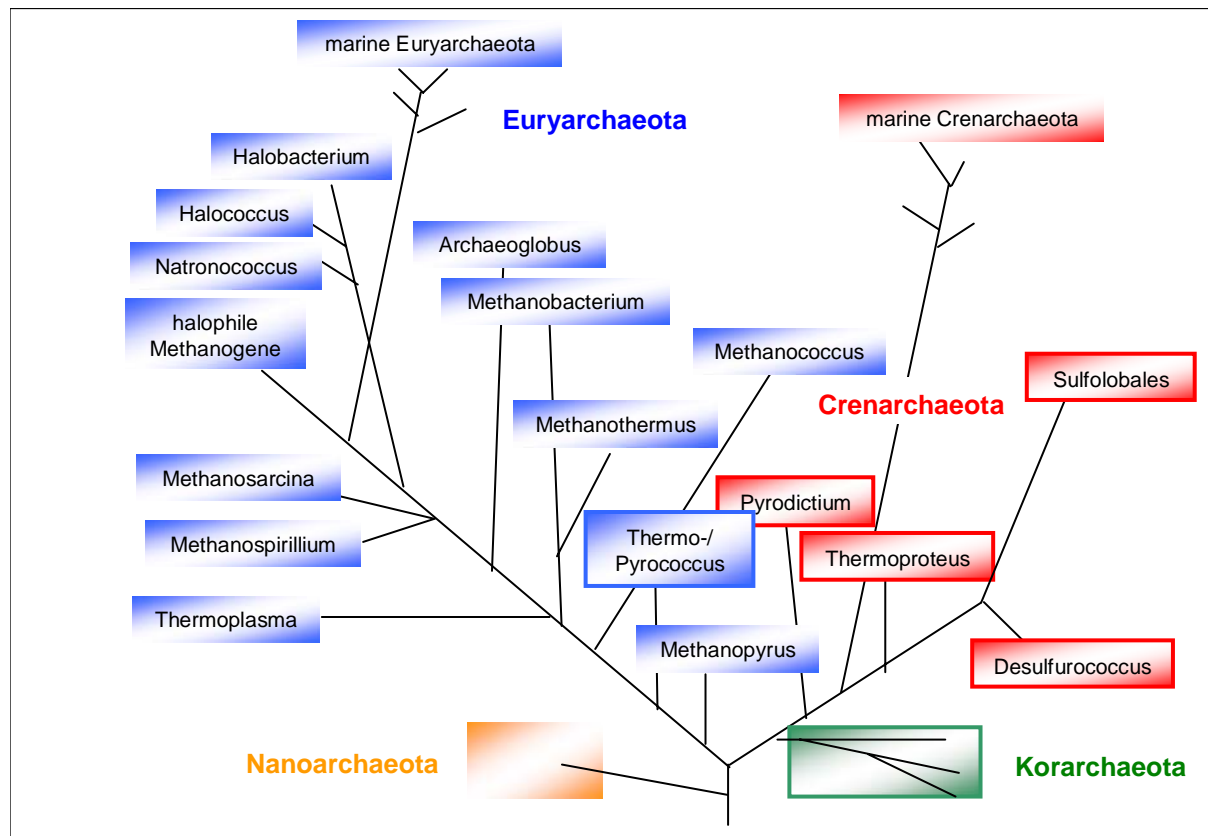 marine Euryarchaeota
Euryarchaeota
marine Crenarchaeota
Halobacterium
Halococcus
Archaeoglobus
Natronococcus
Methanobacterium
halophile
Methanogene
Methanococcus
Sulfolobales
Crenarchaeota
Methanothermus
Methanosarcina
Pyrodictium
Methanospirillium
Thermo-/
Pyrococcus
Thermoproteus
Thermoplasma
Methanopyrus
Desulfurococcus
Nanoarchaeota
Korarchaeota